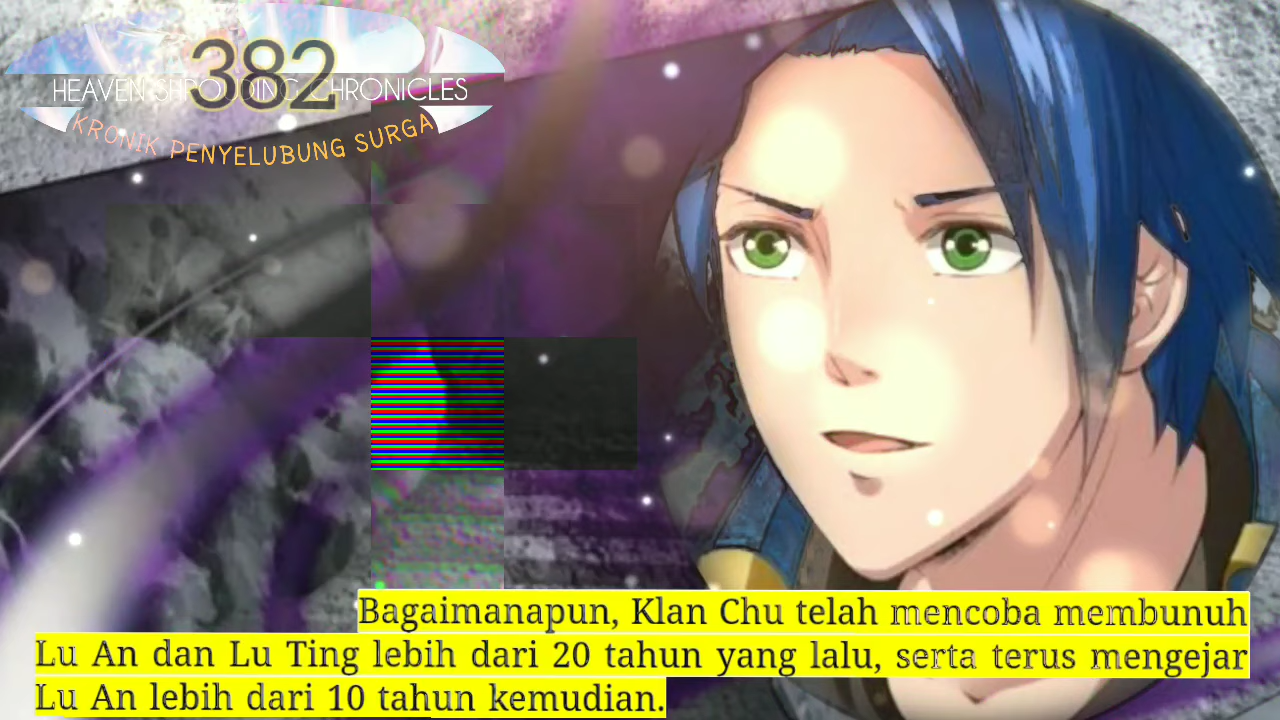 382
HEAVEN SHROUDING CHRONICLES
KRONIK PENYELUBUNG SURGA
Bagaimanapun, Klan Chu telah mencoba membunuh
Lu An dan Lu Ting lebih dari 20 tahun yang lalu, serta terus mengejar
Lu An lebih dari 10 tahun kemudian.